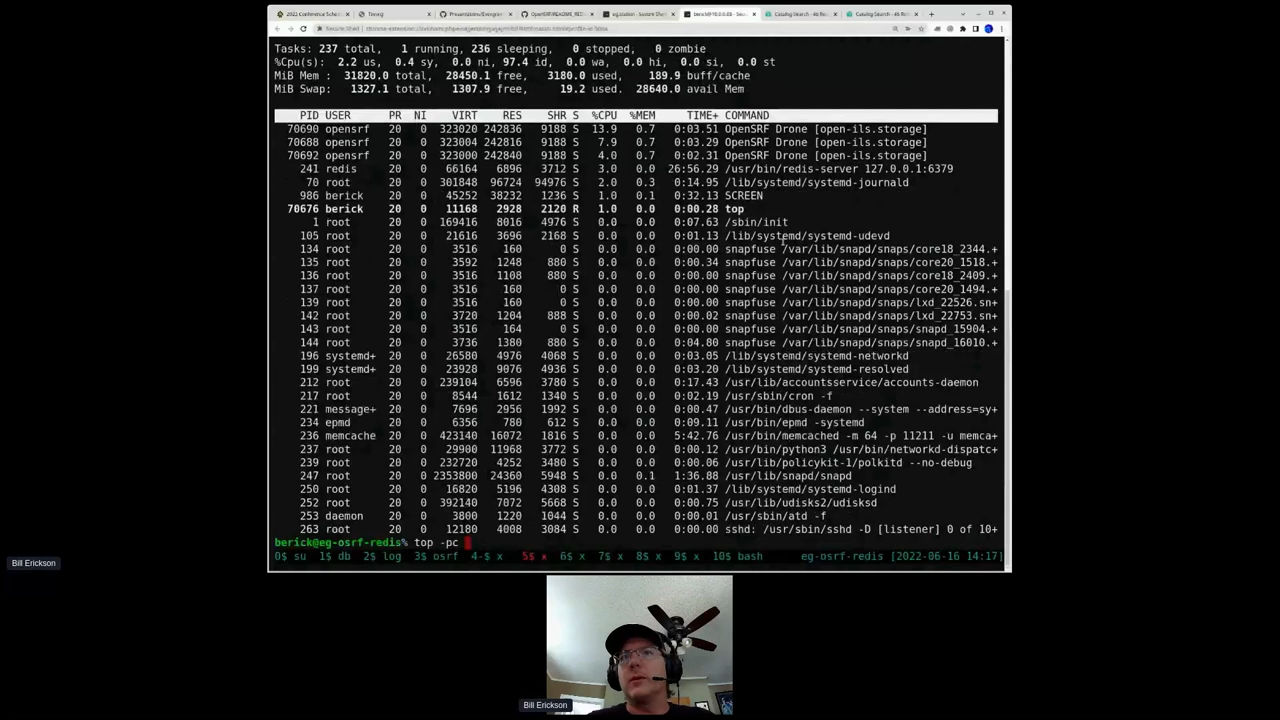 2022 Conference Schedu
Timing
OpenSRF/README_REDI
Catalog Search - 46 Re
Catalog Search - 46 Re
Tasks: 237 total,   1 running, 236 sleeping,   0 stopped,   0 zombie
%Cpu(s):  2.2 us,  0.4 sy,  0.0 ni, 97.4 id,  0.0 wa,  0.0 hi,  0.0 si,  0.0 st
MiB Mem :  31820.0 total,  28450.1 free,   3180.0 used,    189.9 buff/cache
MiB Swap:   1327.1 total,   1307.9 free,     19.2 used.  28640.0 avail Mem
PID USER      PR  NI    VIRT    RES    SHR S  %CPU  %MEM     TIME+ COMMAND
70690 opensrf   20   0  323020 242836   9188 S  13.9   0.7   0:03.51 OpenSRF Drone [open-ils.storage]
70688 opensrf   20   0  323004 242816   9188 S   7.9   0.7   0:03.29 OpenSRF Drone [open-ils.storage]
70692 opensrf   20   0  323000 242840   9188 S   4.0   0.7   0:02.31 OpenSRF Drone [open-ils.storage]
241 redis     20   0   66164   6896   3712 S   3.0   0.0  26:56.29 /usr/bin/redis-server 127.0.0.1:6379
70 root      20   0  301848  96724  94976 S   2.0   0.3   0:14.95 /lib/systemd/systemd-journald
986 berick    20   0   45252  38232   1236 S   1.0   0.1   0:32.13 SCREEN
70676 berick    20   0   11168   2928   2120 R   1.0   0.0   0:00.28 top
1 root      20   0  169416   8016   4976 S   0.0   0.0   0:07.63 /sbin/init
105 root      20   0   21616   3696   2168 S   0.0   0.0   0:01.13 /lib/systemd/systemd-udevd
134 root      20   0    3516    160      0 S   0.0   0.0   0:00.00 snapfuse /var/lib/snapd/snaps/core18_2344.+
135 root      20   0    3592   1248    880 S   0.0   0.0   0:00.34 snapfuse /var/lib/snapd/snaps/core20_1518.+
136 root      20   0    3516   1108    880 S   0.0   0.0   0:00.00 snapfuse /var/lib/snapd/snaps/core18_2409.+
137 root      20   0    3516    160      0 S   0.0   0.0   0:00.00 snapfuse /var/lib/snapd/snaps/core20_1494.+
139 root      20   0    3516    160      0 S   0.0   0.0   0:00.00 snapfuse /var/lib/snapd/snaps/lxd_22526.sn+
142 root      20   0    3720   1204    888 S   0.0   0.0   0:00.02 snapfuse /var/lib/snapd/snaps/lxd_22753.sn+
143 root      20   0    3516    164      0 S   0.0   0.0   0:00.00 snapfuse /var/lib/snapd/snaps/snapd_15904.+
144 root      20   0    3736   1380    880 S   0.0   0.0   0:04.80 snapfuse /var/lib/snapd/snaps/snapd_16010.+
196 systemd+  20   0   26580   4976   4068 S   0.0   0.0   0:03.05 /lib/systemd/systemd-networkd
199 systemd+  20   0   23928   9076   4936 S   0.0   0.0   0:03.20 /lib/systemd/systemd-resolved
212 root      20   0  239104   6596   3780 S   0.0   0.0   0:17.43 /usr/lib/accountsservice/accounts-daemon
217 root      20   0    8544   1612   1340 S   0.0   0.0   0:02.19 /usr/sbin/cron -f
221 message+  20   0    7696   2956   1992 S   0.0   0.0   0:00.47 /usr/bin/dbus-daemon --system --address=sy+
234 epmd      20   0    6356    780    612 S   0.0   0.0   0:09.11 /usr/bin/epmd -systemd
236 memcache  20   0  423140  16072   1816 S   0.0   0.0   5:42.76 /usr/bin/memcached -m 64 -p 11211 -u memca+
237 root      20   0   29900  11968   3772 S   0.0   0.0   0:00.12 /usr/bin/python3 /usr/bin/networkd-dispatc+
239 root      20   0  232720   4252   3480 S   0.0   0.0   0:00.06 /usr/lib/policykit-1/polkitd --no-debug
247 root      20   0 2353800  24360   5948 S   0.0   0.1   1:36.88 /usr/lib/snapd/snapd
250 root      20   0   16820   5196   4308 S   0.0   0.0   0:01.37 /lib/systemd/systemd-logind
252 root      20   0  392140   7072   5668 S   0.0   0.0   0:00.75 /usr/lib/udisks2/udisksd
253 daemon    20   0    3800   1220   1044 S   0.0   0.0   0:00.01 /usr/sbin/atd -f
263 root      20   0   12180   4008   3084 S   0.0   0.0   0:00.00 sshd: /usr/sbin/sshd -D [listener] 0 of 10+
berick@eg-osrf-redis% top -pc
0$ su  1$ db  2$ log  3$ osrf  4-$ x  5$ x  6$ x  7$ x  8$ x  9$ x  10$ bash     eg-osrf-redis [2022-06-16 14:17]
Bill Erickson
Bill Erickson